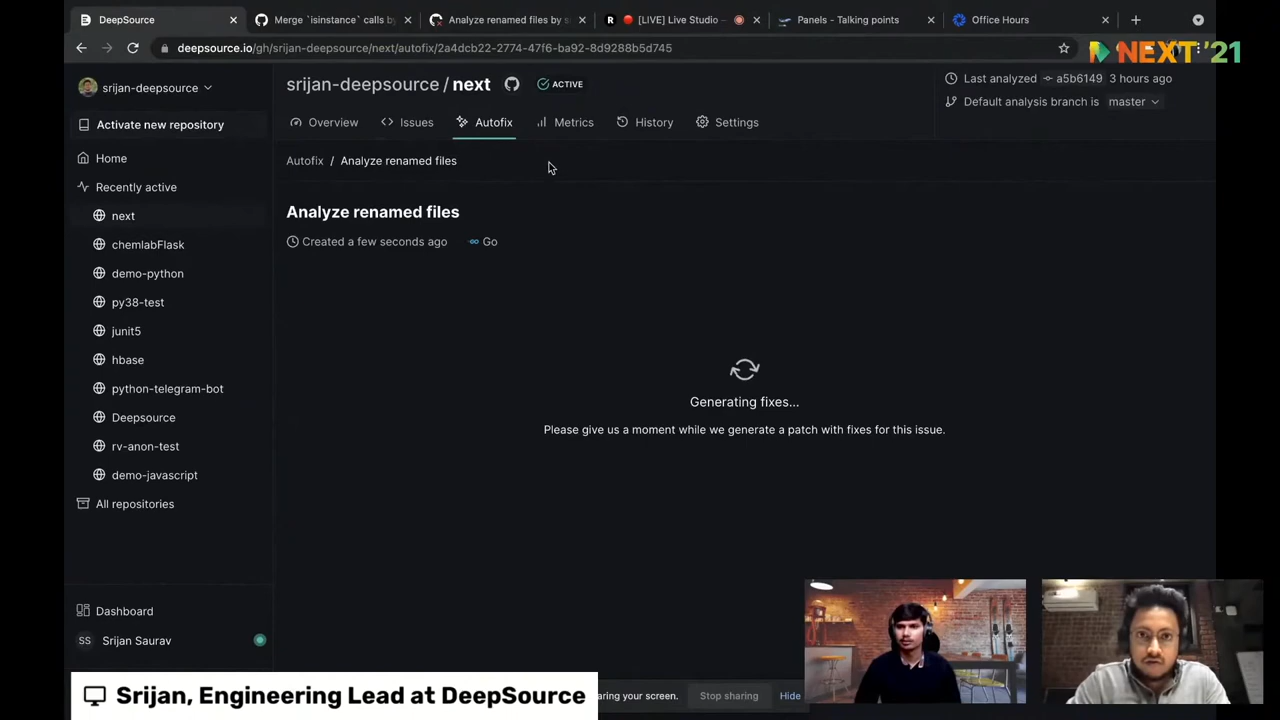 DeepSource
Merge `isinstance` calls by
Analyze renamed files by s
[LIVE] Live Studio -
Panels - Talking points
Office Hours
deepsource.io/gh/srijan-deepsource/next/autofix/2a4dcb22-2774-47f6-ba92-8d9288b5d745
NEXT '21
srijan-deepsource
srijan-deepsource / next
ACTIVE
Last analyzed a5b6149 3 hours ago
Default analysis branch is master
Activate new repository
Overview
Issues
Autofix
Metrics
History
Settings
Home
Recently active
next
chemlabFlask
demo-python
py38-test
junit5
hbase
python-telegram-bot
Deepsource
rv-anon-test
demo-javascript
All repositories
Autofix / Analyze renamed files
Analyze renamed files
Created a few seconds ago
Go
Generating fixes...
Please give us a moment while we generate a patch with fixes for this issue.
Dashboard
SS
Srijan Saurav
Srijan, Engineering Lead at DeepSource
aring your screen.
Stop sharing
Hide